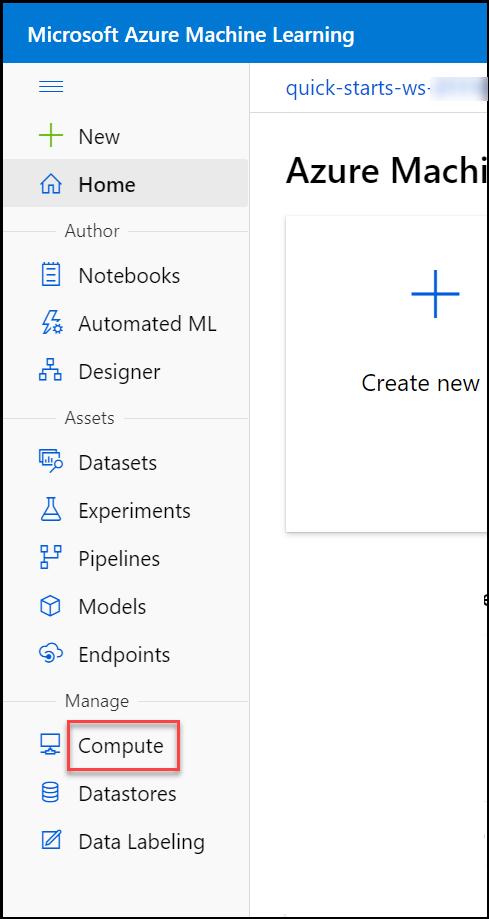 Microsoft Azure Machine Learning
quick-starts-ws-
New
Home
Author
Notebooks
Automated ML
Designer
Assets
Datasets
Experiments
Pipelines
Models
Endpoints
Manage
Compute
Datastores
Data Labeling
Azure Machi
Create new